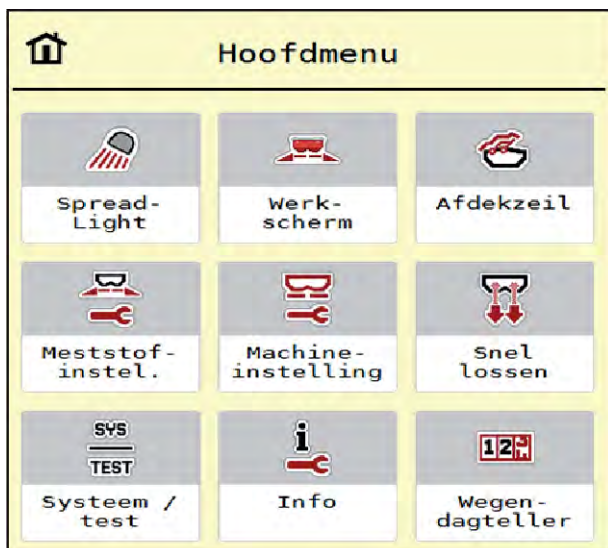 Hoofdmenu
Spread-
Light
Werk-
scherm
Afdekzeil
Meststof-
instel.
Machine-
instelling
Snel
lossen
SYS
TEST
Systeem /
test
i
Info
12
Wegen-
dagteller